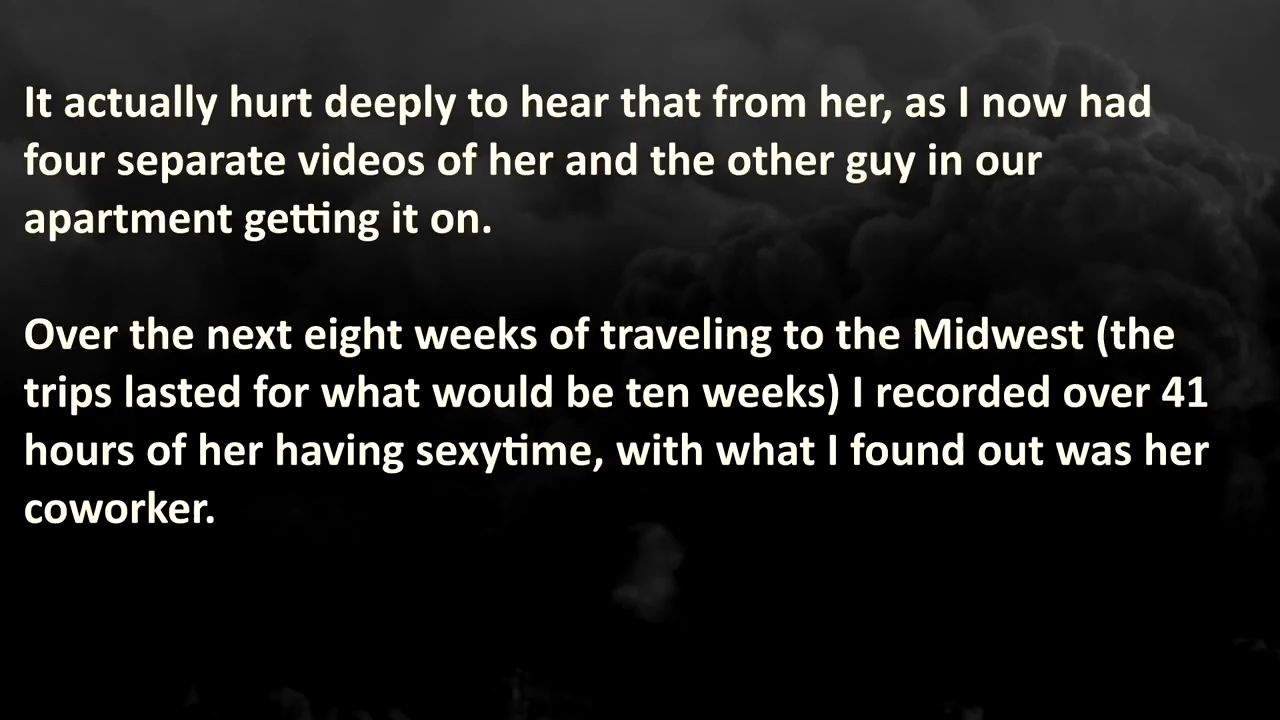 It actually hurt deeply to hear that from her, as I now had
four separate videos of her and the other guy in our
apartment getting it on.
Over the next eight weeks of traveling to the Midwest (the
trips lasted for what would be ten weeks) I recorded over 41
hours of her having sexytime, with what I found out was her
coworker.